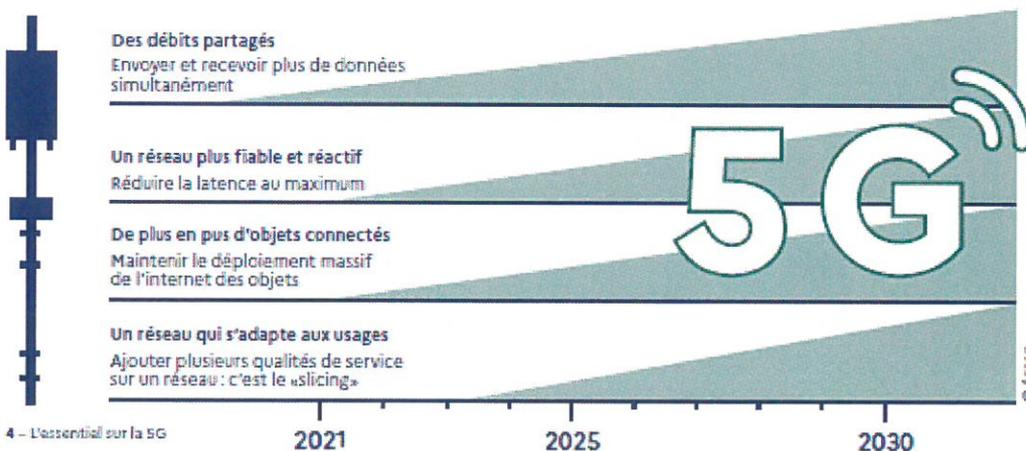 Des débits partagés
Envoyer et recevoir plus de données
simultanément
Un réseau plus fiable et réactif
Réduire la latence au maximum
5G
De plus en pus d'objets connectés
Maintenir le déploiement massif
de l'internet des objets
Un réseau qui s'adapte aux usages
Ajouter plusieurs qualités de service
sur un réseau : c'est le «slicing»
4 – L'essentiel sur la 5G
2021 2025 2030